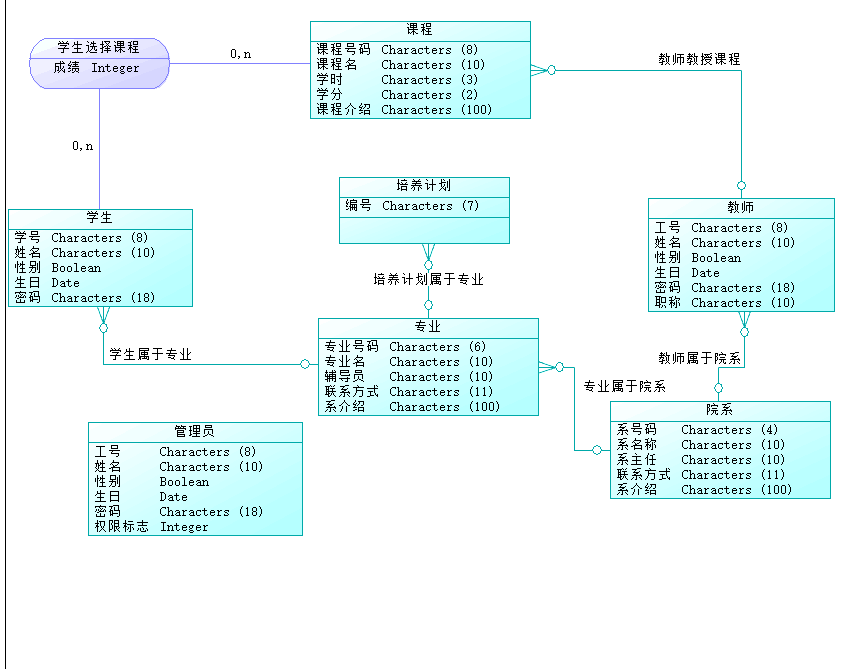 学生选择课程
成绩 Integer
0,n
课程
课程号码 Characters (8)
课程名 Characters (10)
学时 Characters (3)
学分 Characters (2)
课程介绍 Characters (100)
教师教授课程
0,n
培养计划
编号 Characters (7)
学生
学号 Characters (8)
姓名 Characters (10)
性别 Boolean
生日 Date
密码 Characters (18)
教师
工号 Characters (8)
姓名 Characters (10)
性别 Boolean
生日 Date
密码 Characters (18)
职称 Characters (10)
培养计划属于专业
学生属于专业
专业
专业号码 Characters (6)
专业名 Characters (10)
辅导员 Characters (10)
联系方式 Characters (11)
系介绍 Characters (100)
教师属于院系
专业属于院系
院系
系号码 Characters (4)
系名称 Characters (10)
系主任 Characters (10)
联系方式 Characters (11)
系介绍 Characters (100)
管理员
工号 Characters (8)
姓名 Characters (10)
性别 Boolean
生日 Date
密码 Characters (18)
权限标志 Integer